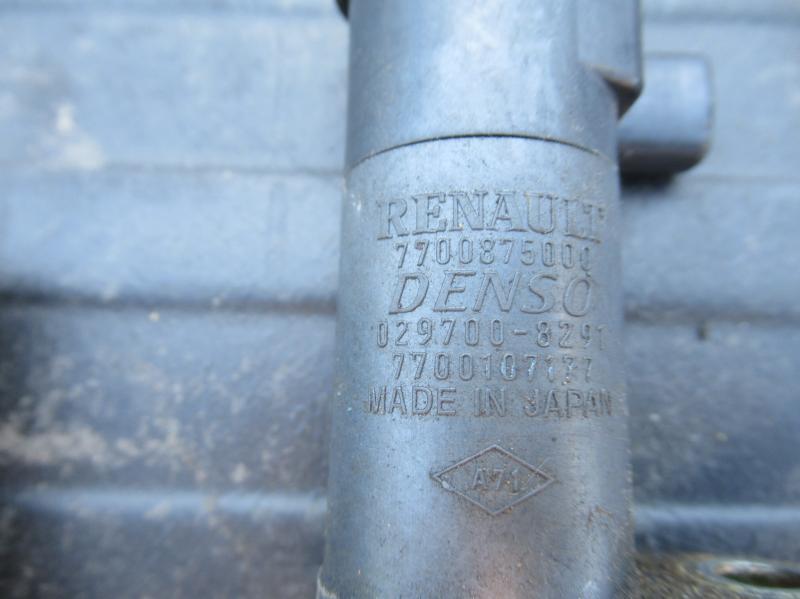 RENAULT
7700875000
DENSO
029700-8291
7700107177
MADE IN JAPAN
A71